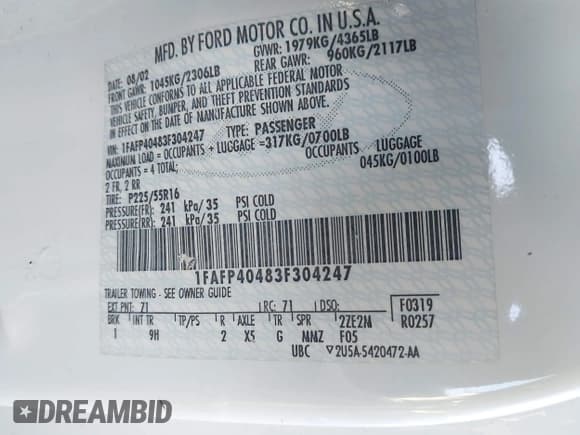 MFD. BY FORD MOTOR CO. IN U.S.A.
DATE: 08/02 GVWR: 1979KG/4365LB
FRONT GAWR: 1045KG/2306LB REAR GAWR: 960KG/2117LB
THIS VEHICLE CONFORMS TO ALL APPLICABLE FEDERAL MOTOR
VEHICLE SAFETY, BUMPER, AND THEFT PREVENTION STANDARDS
IN EFFECT ON THE DATE OF MANUFACTURE SHOWN ABOVE.
VIN: 1FAFP40483F304247 TYPE: PASSENGER
MAXIMUM LOAD = OCCUPANTS + LUGGAGE =317KG/0700LB
OCCUPANTS = 4 TOTAL; OCCUPANTS LUGGAGE
2 FR, 2 RR 045KG/0100LB
TIRE: P225/55R16
PRESSURE(FR): 241 kPa/ 35 PSI COLD
PRESSURE(RR): 241 kPa/ 35 PSI COLD
1FAFP40483F304247
TRAILER TOWING - SEE OWNER GUIDE
EXT PNT: 71 RC: 71 DSO: F0319
BRK INT TR TP/PS R AXLE TR SPR 2ZE2M R0257
1 9H 2 X5 G MMZ F05
UBC 2U5A-5420472-AA
DREAMBID